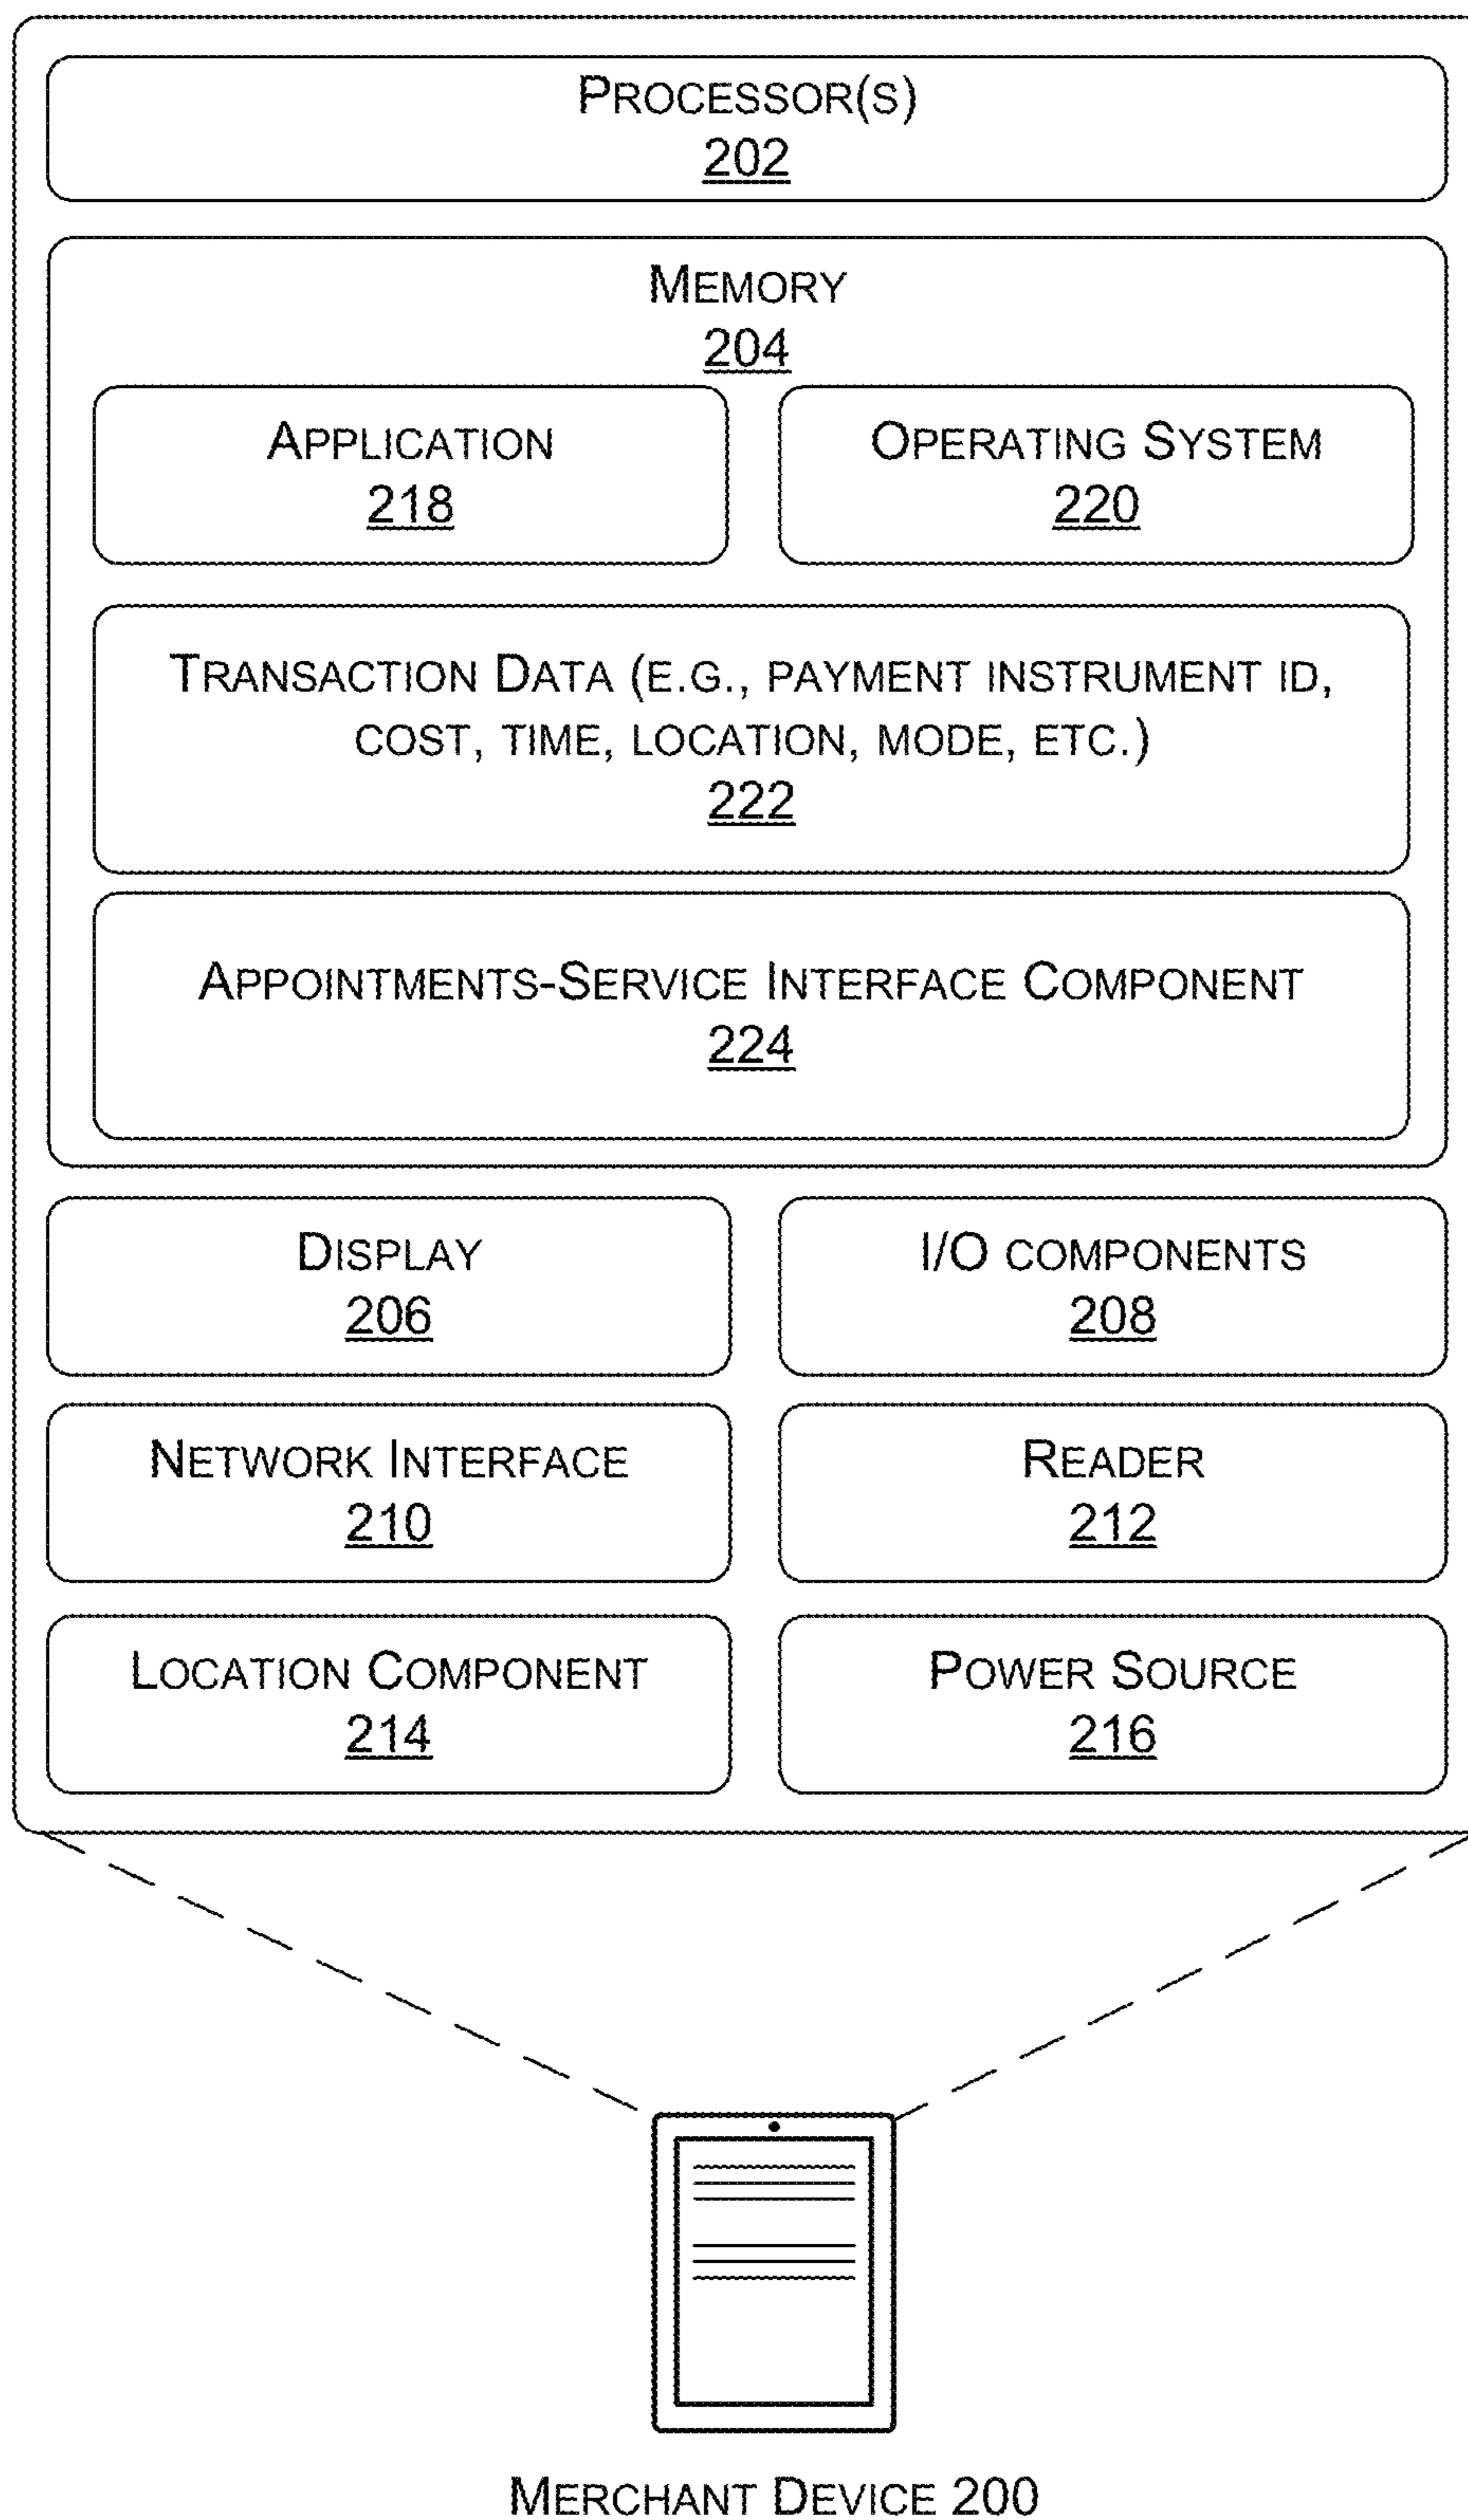 PROCESSOR(S)
202
MEMORY
204
APPLICATION
218
OPERATING SYSTEM
220
TRANSACTION DATA (E.G., PAYMENT INSTRUMENT ID,
COST, TIME, LOCATION, MODE, ETC.)
222
APPOINTMENTS-SERVICE INTERFACE COMPONENT
224
DISPLAY
206
I/O COMPONENTS
208
NETWORK INTERFACE
210
READER
212
LOCATION COMPONENT
214
POWER SOURCE
216
MERCHANT DEVICE 200